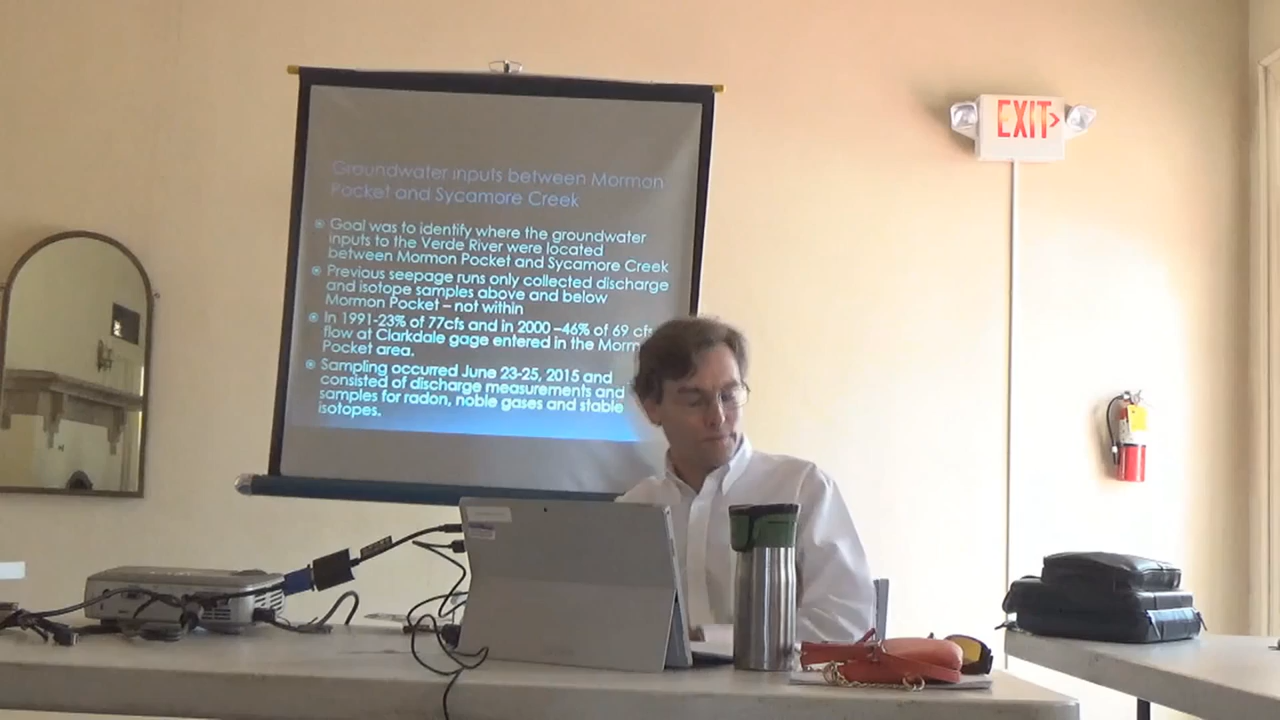 Groundwater inputs between Mormon
Pocket and Sycamore Creek
Goal was to identify where the groundwater
inputs to the Verde River were located
between Mormon Pocket and Sycamore Creek
Previous seepage runs only collected discharge
and isotope samples above and below
Mormon Pocket – not within
In 1991-23% of 77cfs and in 2000 –46% of 69 cfs
flow at Clarkdale gage entered in the Morm
Pocket area.
Sampling occurred June 23-25, 2015 and
consisted of discharge measurements and
samples for radon, noble gases and stable
isotopes.
EXIT>